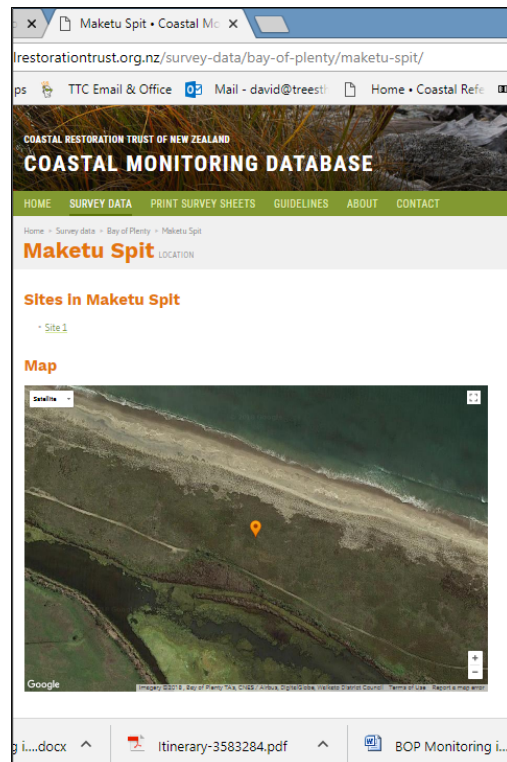 Maketu Spit • Coastal Mo
lrestorationtrust.org.nz/survey-data/bay-of-plenty/maketu-spit/
ps TTC Email & Office Mail - david@treest Home • Coastal Refe
COASTAL RESTORATION TRUST OF NEW ZEALAND
COASTAL MONITORING DATABASE
HOME SURVEY DATA PRINT SURVEY SHEETS GUIDELINES ABOUT CONTACT
Home > Survey data > Bay of Plenty > Maketu Spit
Maketu Spit LOCATION
Sites in Maketu Spit
• Site 1
Map
Satellite
+
−
Google Imagery ©2018, Bay of Plenty TA's, CNES / Airbus, DigitalGlobe, Waikato District Council Terms of Use Report a map error
g i....docx Itinerary-3583284.pdf BOP Monitoring i...